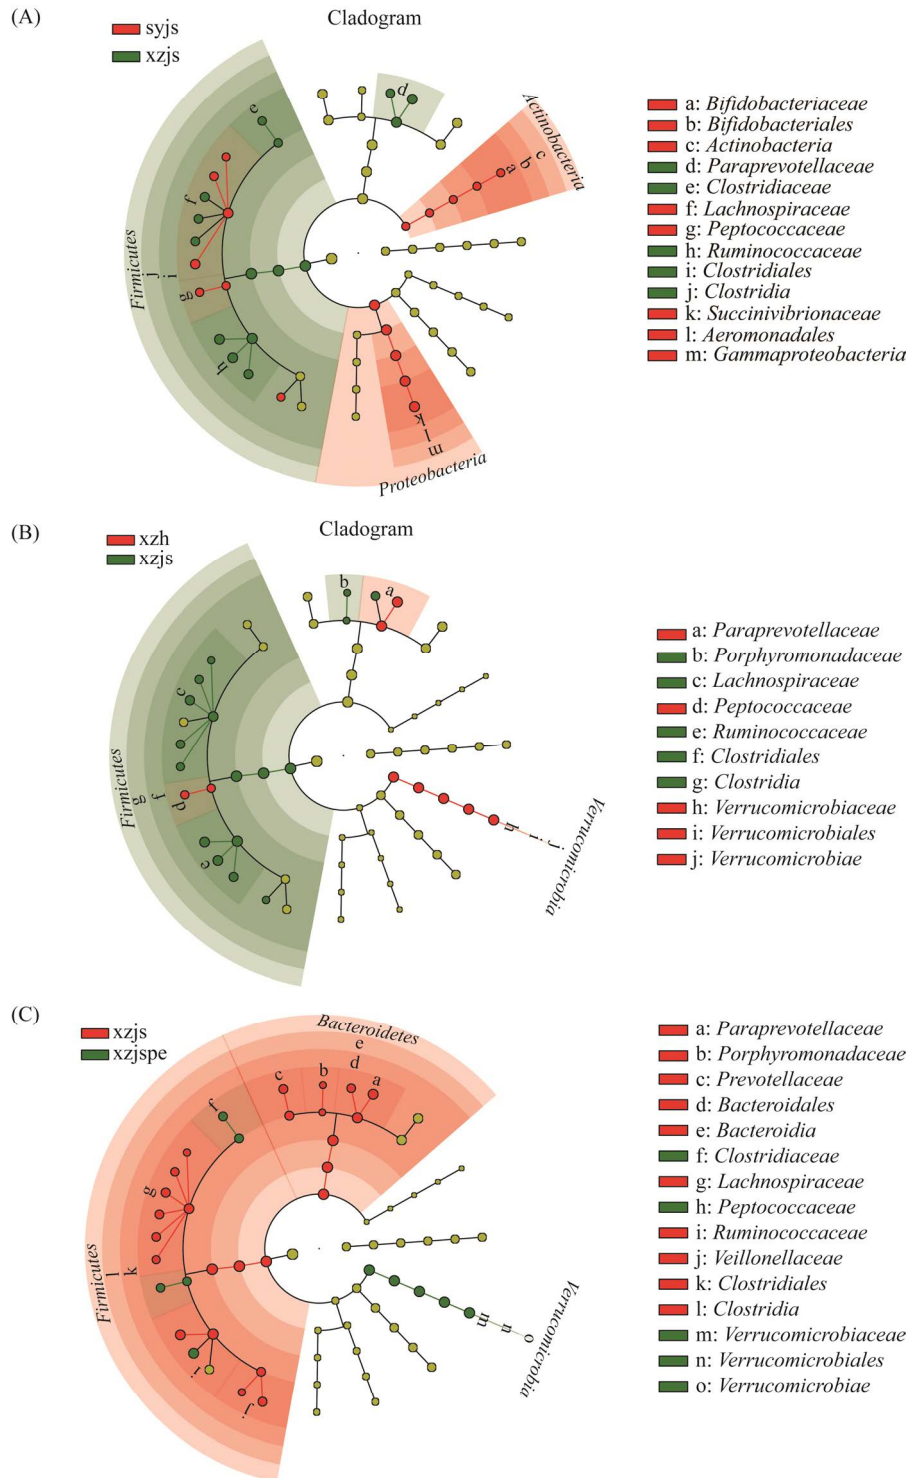 (A)
Cladogram
syjs
xzjs
a: Bifidobacteriaceae
b: Bifidobacteriales
c: Actinobacteria
d: Paraprevotellaceae
e: Clostridiaceae
f: Lachnospiraceae
g: Peptococcaceae
h: Ruminococcaceae
i: Clostridiales
j: Clostridia
k: Succinivibrionaceae
l: Aeromonadales
m: Gammaproteobacteria
d
e
Actinobacteria
c
b
a
f
Firmicutes
j
i
g
h
k
l
m
Proteobacteria
(B)
Cladogram
xzh
xzjs
a: Paraprevotellaceae
b: Porphyromonadaceae
c: Lachnospiraceae
d: Peptococcaceae
e: Ruminococcaceae
f: Clostridiales
g: Clostridia
h: Verrucomicrobiaceae
i: Verrucomicrobiales
j: Verrucomicrobiae
b
a
c
Firmicutes
g
f
d
e
h
i
j
Verrucomicrobia
(C)
xzjs
xzjspe
a: Paraprevotellaceae
b: Porphyromonadaceae
c: Prevotellaceae
d: Bacteroidales
e: Bacteroidia
f: Clostridiaceae
g: Lachnospiraceae
h: Peptococcaceae
i: Ruminococcaceae
j: Veillonellaceae
k: Clostridiales
l: Clostridia
m: Verrucomicrobiaceae
n: Verrucomicrobiales
o: Verrucomicrobiae
Bacteroidetes
e
d
c
b
a
f
g
Firmicutes
l
k
i
j
m
n
o
Verrucomicrobia